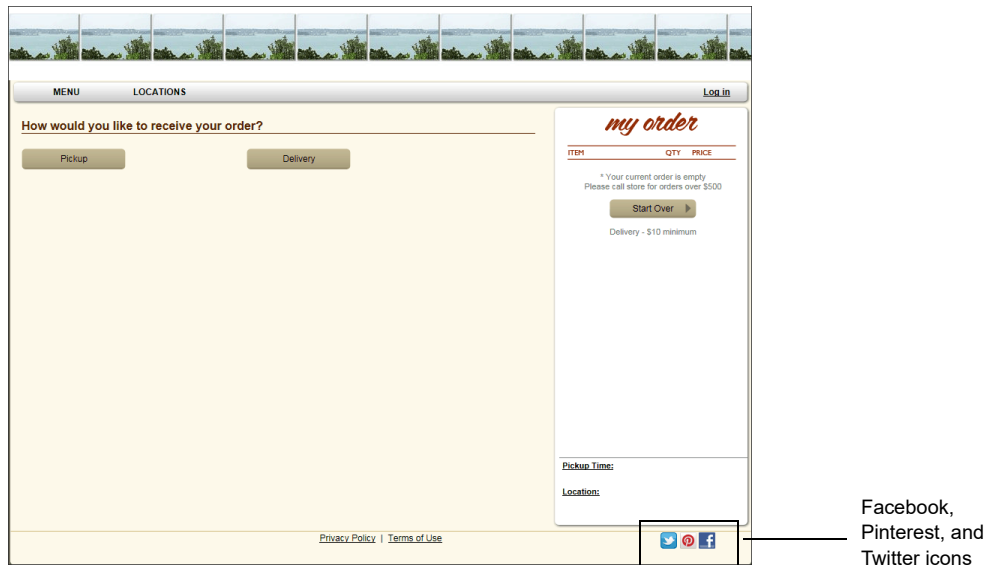 MENU LOCATIONS Log in
How would you like to receive your order?
Pickup Delivery
my order
ITEM QTY PRICE
* Your current order is empty
Please call store for orders over $500
Start Over
Delivery - $10 minimum
Pickup Time:
Location:
Privacy Policy | Terms of Use
Facebook,
Pinterest, and
Twitter icons